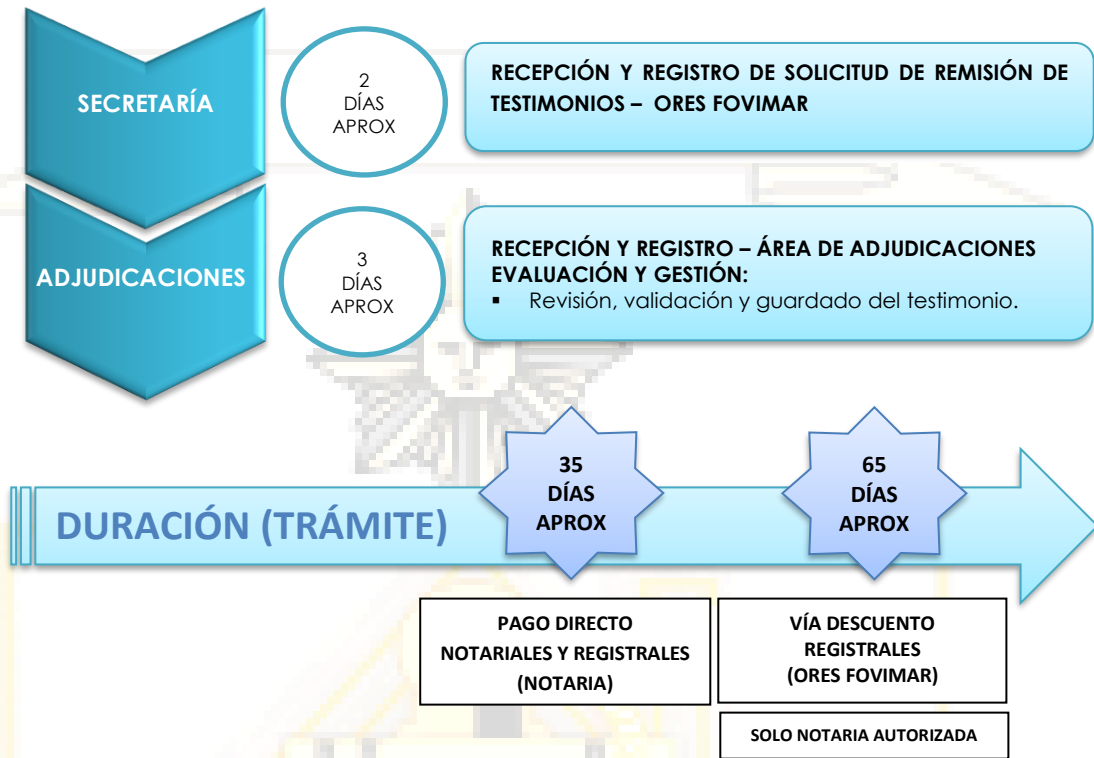 SECRETARÍA
2
DÍAS
APROX
RECEPCIÓN Y REGISTRO DE SOLICITUD DE REMISIÓN DE
TESTIMONIOS – ORES FOVIMAR
ADJUDICACIONES
3
DÍAS
APROX
RECEPCIÓN Y REGISTRO – ÁREA DE ADJUDICACIONES
EVALUACIÓN Y GESTIÓN:
▪ Revisión, validación y guardado del testimonio.
DURACIÓN (TRÁMITE)
35
DÍAS
APROX
65
DÍAS
APROX
PAGO DIRECTO
NOTARIALES Y REGISTRALES
(NOTARIA)
VÍA DESCUENTO
REGISTRALES
(ORES FOVIMAR)
SOLO NOTARIA AUTORIZADA